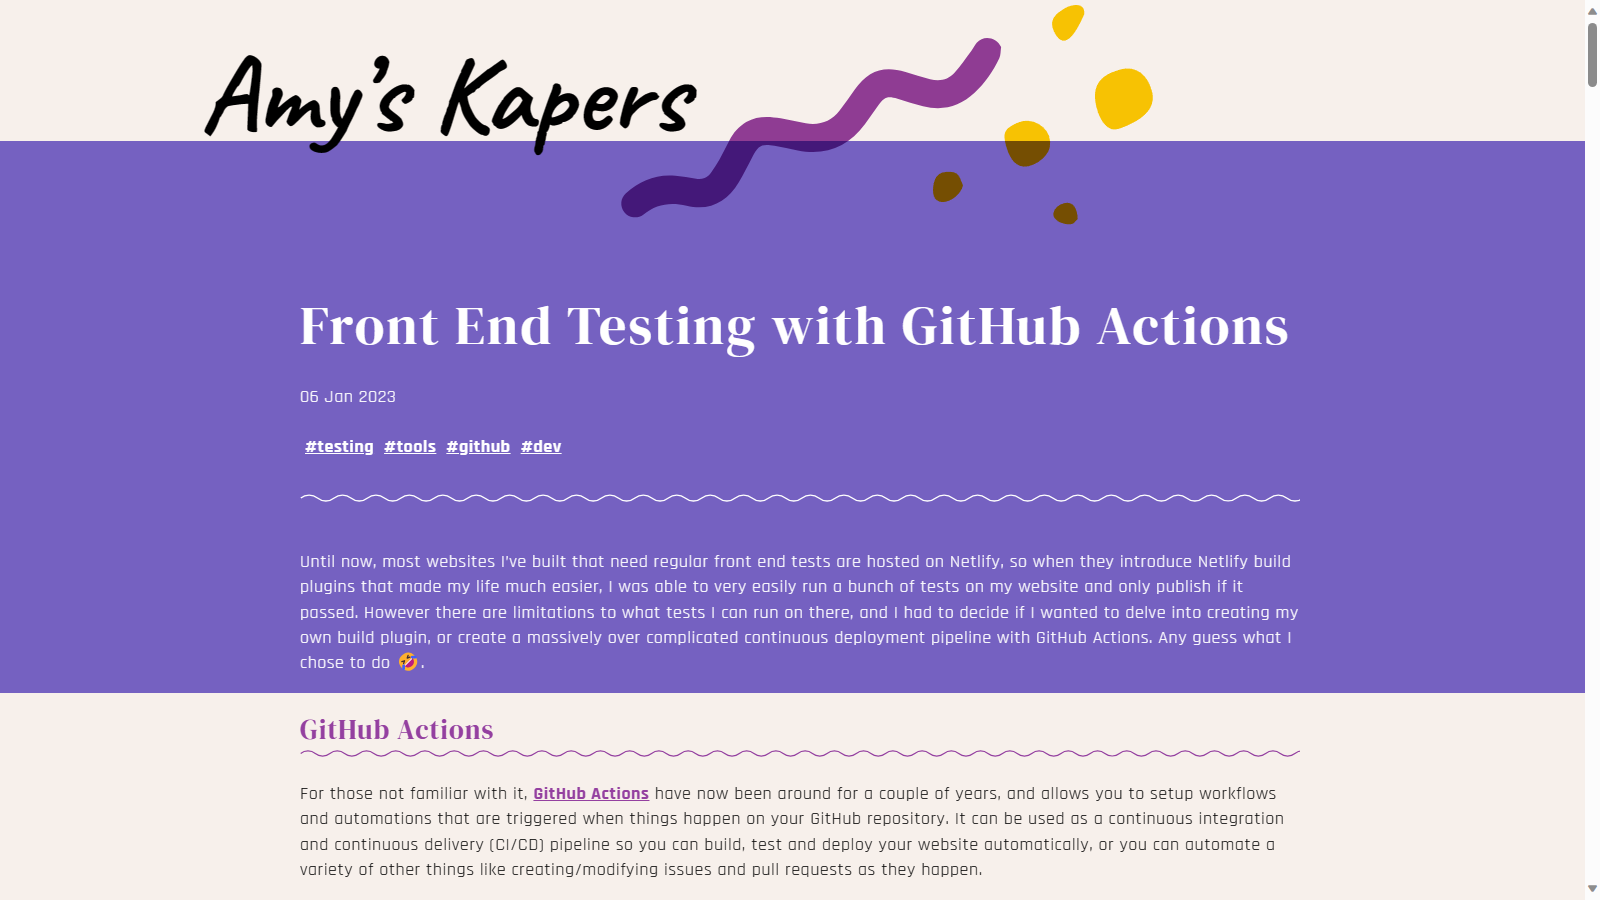 Amy's Kapers
Front End Testing with GitHub Actions
06 Jan 2023
#testing #tools #github #dev
Until now, most websites I've built that need regular front end tests are hosted on Netlify, so when they introduce Netlify build
plugins that made my life much easier, I was able to very easily run a bunch of tests on my website and only publish if it
passed. However there are limitations to what tests I can run on there, and I had to decide if I wanted to delve into creating my
own build plugin, or create a massively over complicated continuous deployment pipeline with GitHub Actions. Any guess what I
chose to do 🤣.
GitHub Actions
For those not familiar with it, GitHub Actions have now been around for a couple of years, and allows you to setup workflows
and automations that are triggered when things happen on your GitHub repository. It can be used as a continuous integration
and continuous delivery (CI/CD) pipeline so you can build, test and deploy your website automatically, or you can automate a
variety of other things like creating/modifying issues and pull requests as they happen.